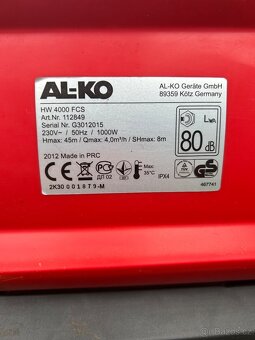 AL-KO
AL-KO Geräte GmbH
89359 Kötz Germany
HW 4000 FCS
Art.Nr. 112849
Serial Nr. G3012015
230V~ / 50Hz / 1000W
Hmax: 45m / Qmax: 4,0m³/h / SHmax: 8m
LWA
80 dB
2012 Made in PRC
Max
35°C
IPX4
467741
2K30 0 0 1 8 7 9 -M